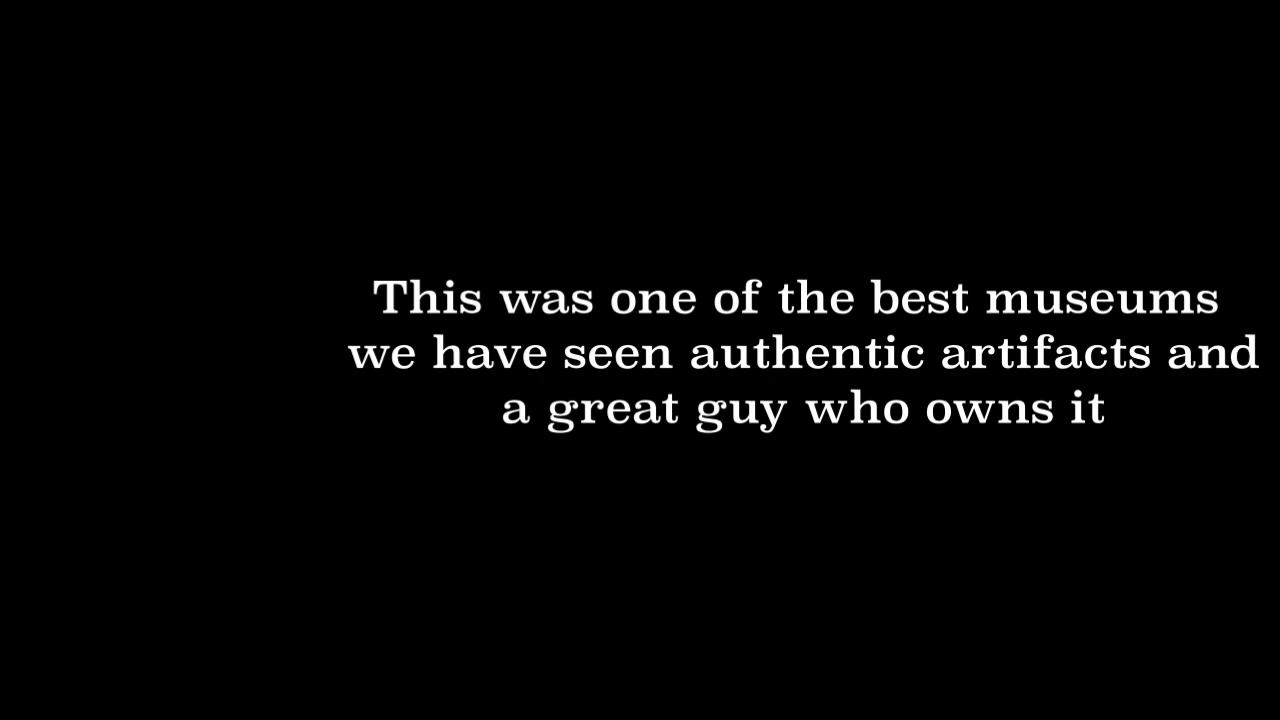 This was one of the best museums
we have seen authentic artifacts and
a great guy who owns it